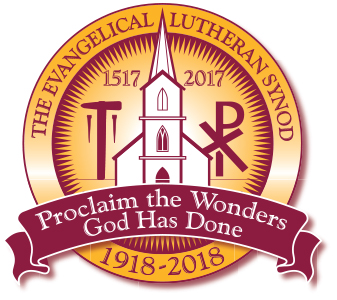 THE EVANGELICAL LUTHERAN SYNOD
1517 2017
Proclaim the Wonders
God Has Done
1918-2018